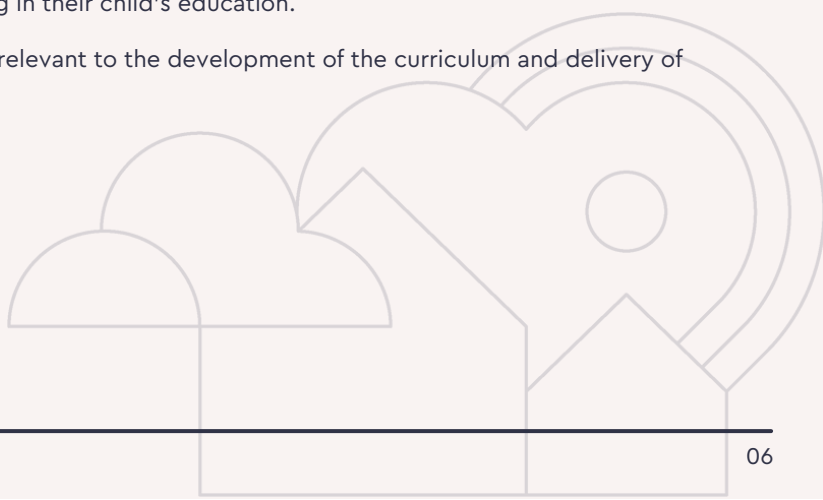 in their child's education.
relevant to the development of the curriculum and delivery of
06